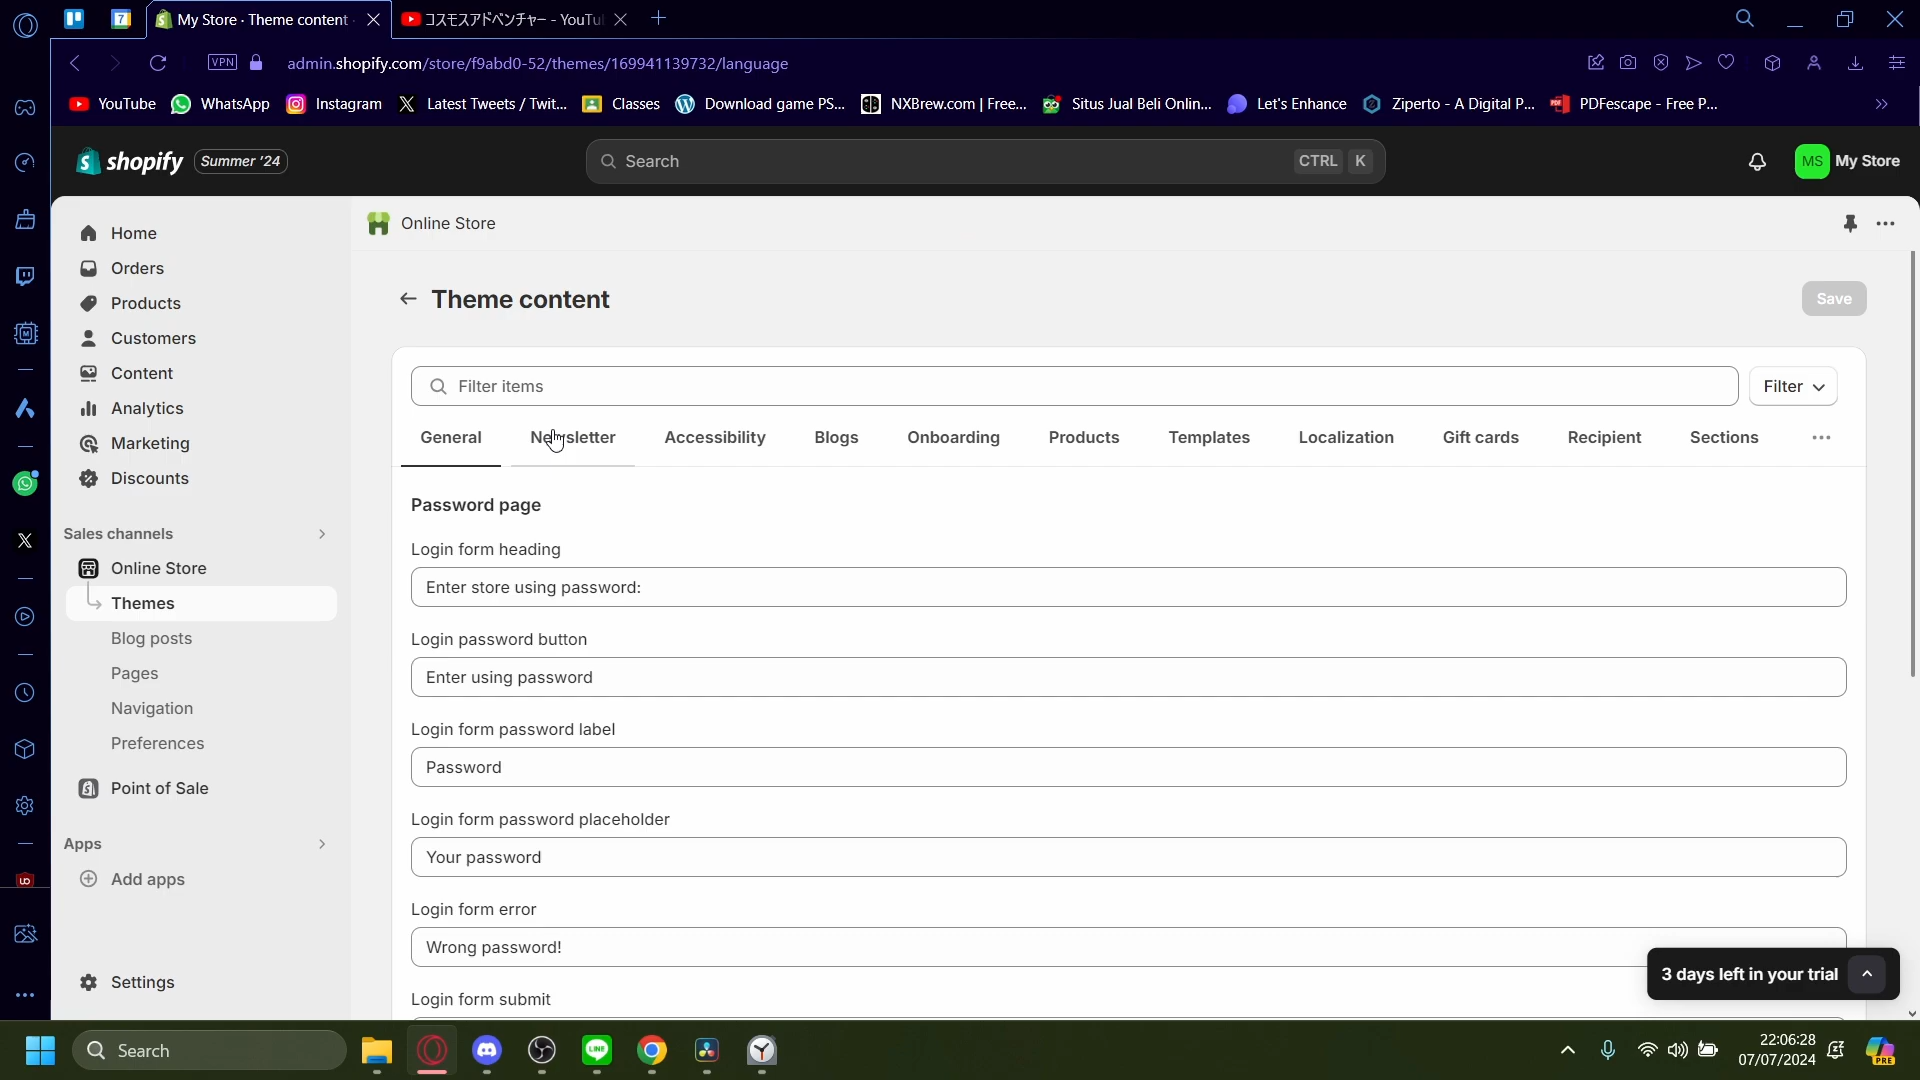 My Store · Theme content
コスモスアドベンチャー - YouTu
VPN
admin.shopify.com/store/f9abd0-52/themes/169941139732/language
YouTube
WhatsApp
Instagram
Latest Tweets / Twit...
Classes
Download game PS...
NXBrew.com | Free...
Situs Jual Beli Onlin...
Let's Enhance
Ziperto - A Digital P...
PDFescape - Free P...
shopify
Summer '24
Search
CTRL K
MS
My Store
Home
Orders
Products
Customers
Content
Analytics
Marketing
Discounts
Sales channels
Online Store
Themes
Blog posts
Pages
Navigation
Preferences
Point of Sale
Apps
Add apps
Settings
Online Store
Theme content
Save
Filter items
Filter
General
Newsletter
Accessibility
Blogs
Onboarding
Products
Templates
Localization
Gift cards
Recipient
Sections
Password page
Login form heading
Enter store using password:
Login password button
Enter using password
Login form password label
Password
Login form password placeholder
Your password
Login form error
Wrong password!
Login form submit
3 days left in your trial
Search
LINE
22:06:28
07/07/2024
PRE